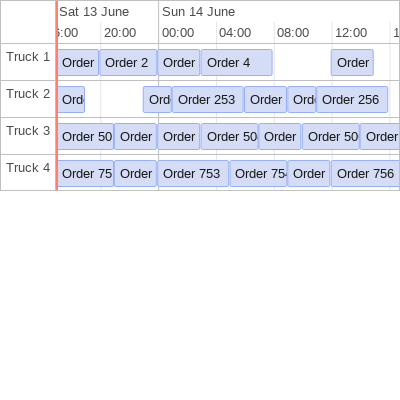 Sat 13 June Sun 14 June
:00 20:00 00:00 04:00 08:00 12:00 1
Truck 1 Order Order 2 Order Order 4 Order
Truck 2 Ord Ord Order 253 Order Ord Order 256
Truck 3 Order 50 Order Order Order 50 Order Order 50 Order
Truck 4 Order 75 Order Order 753 Order 754 Order Order 756